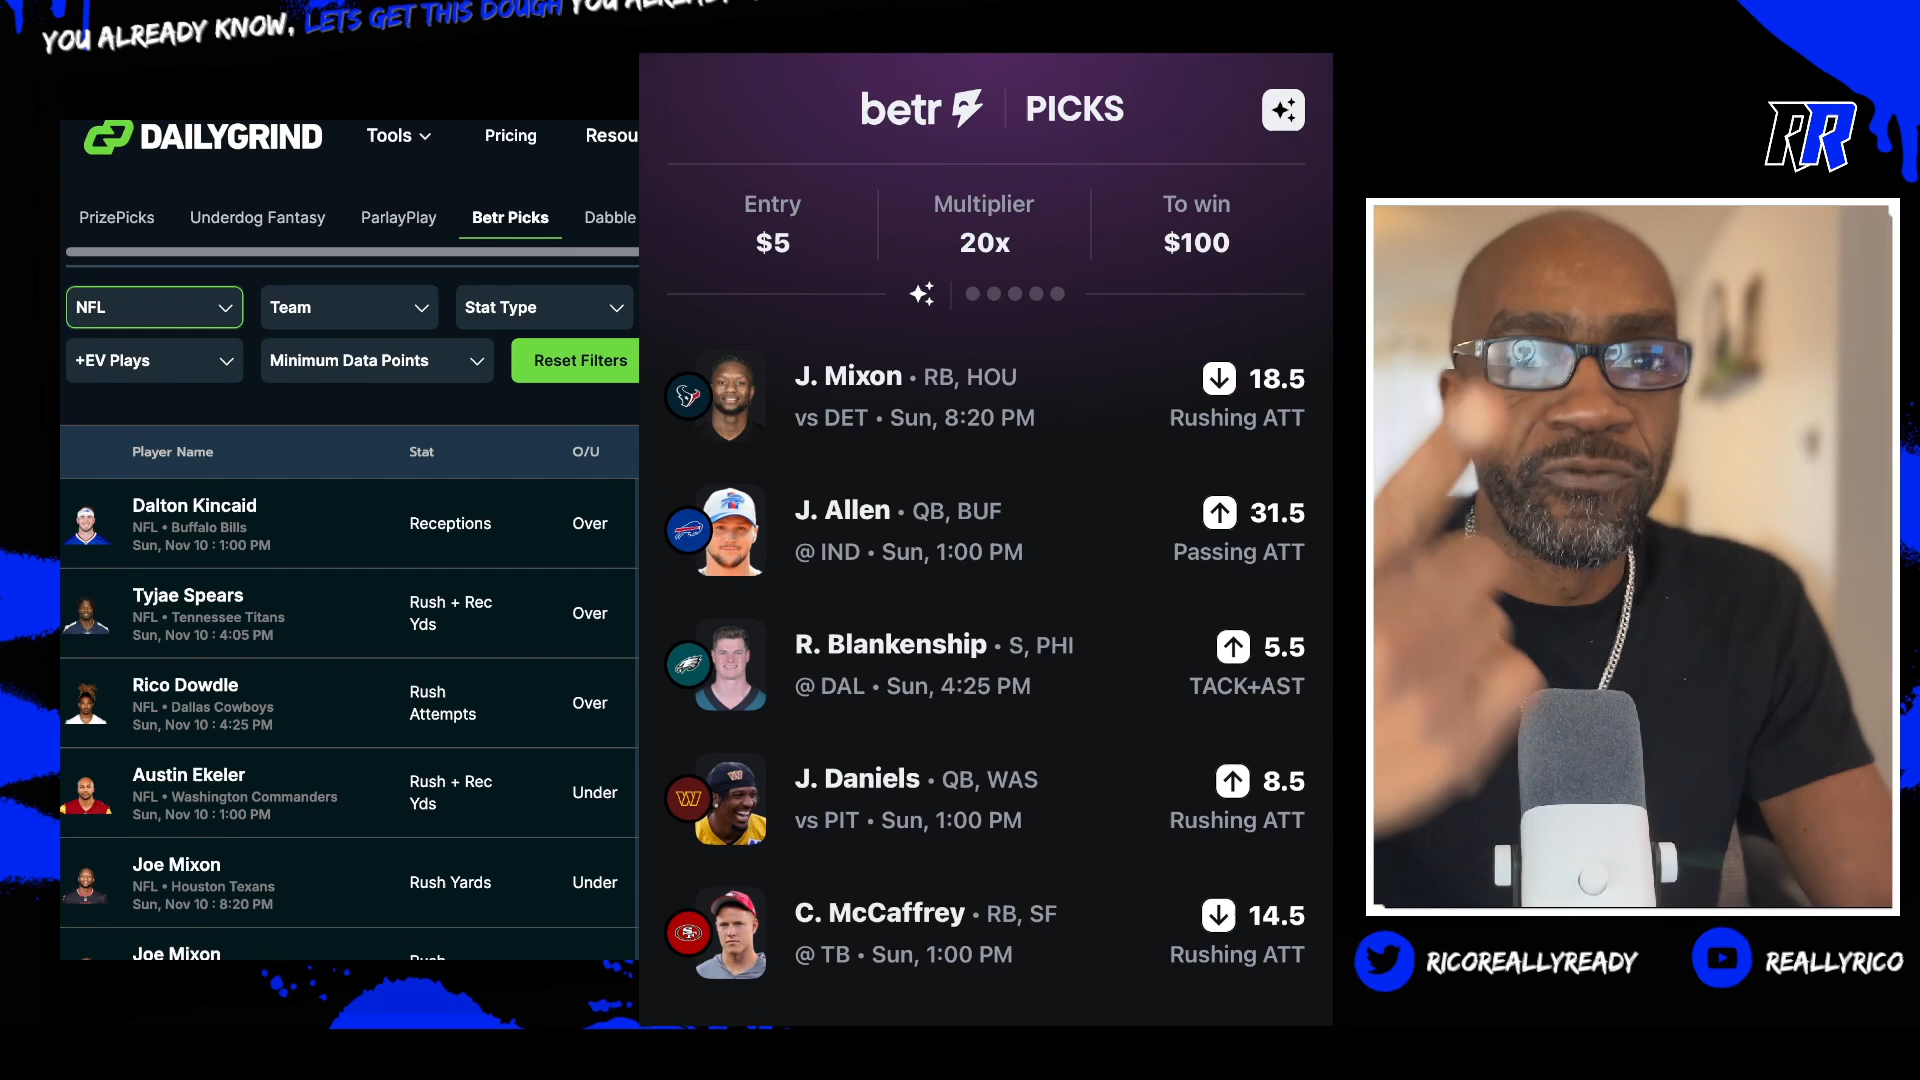 YOU ALREADY KNOW, LETS GET THIS DOUGH
DAILYGRIND
Tools
Pricing
PrizePicks
Underdog Fantasy
ParlayPlay
Betr Picks
Dabble
NFL
Team
Stat Type
+EV Plays
Minimum Data Points
Reset Filters
Player Name
Stat
O/U
Dalton Kincaid
NFL • Buffalo Bills
Sun, Nov 10 : 1:00 PM
Receptions
Over
Tyjae Spears
NFL • Tennessee Titans
Sun, Nov 10 : 4:05 PM
Rush + Rec
Yds
Over
Rico Dowdle
NFL • Dallas Cowboys
Sun, Nov 10 : 4:25 PM
Rush
Attempts
Over
Austin Ekeler
NFL • Washington Commanders
Sun, Nov 10 : 1:00 PM
Rush + Rec
Yds
Under
Joe Mixon
NFL • Houston Texans
Sun, Nov 10 : 8:20 PM
Rush Yards
Under
Joe Mixon
betr PICKS
Entry
$5
Multiplier
20x
To win
$100
J. Mixon • RB, HOU
18.5
vs DET • Sun, 8:20 PM
Rushing ATT
J. Allen • QB, BUF
31.5
@ IND • Sun, 1:00 PM
Passing ATT
R. Blankenship • S, PHI
5.5
@ DAL • Sun, 4:25 PM
TACK+AST
J. Daniels • QB, WAS
8.5
vs PIT • Sun, 1:00 PM
Rushing ATT
C. McCaffrey • RB, SF
14.5
@ TB • Sun, 1:00 PM
Rushing ATT
RR
RICOREALLYREADY
REALLYRICO